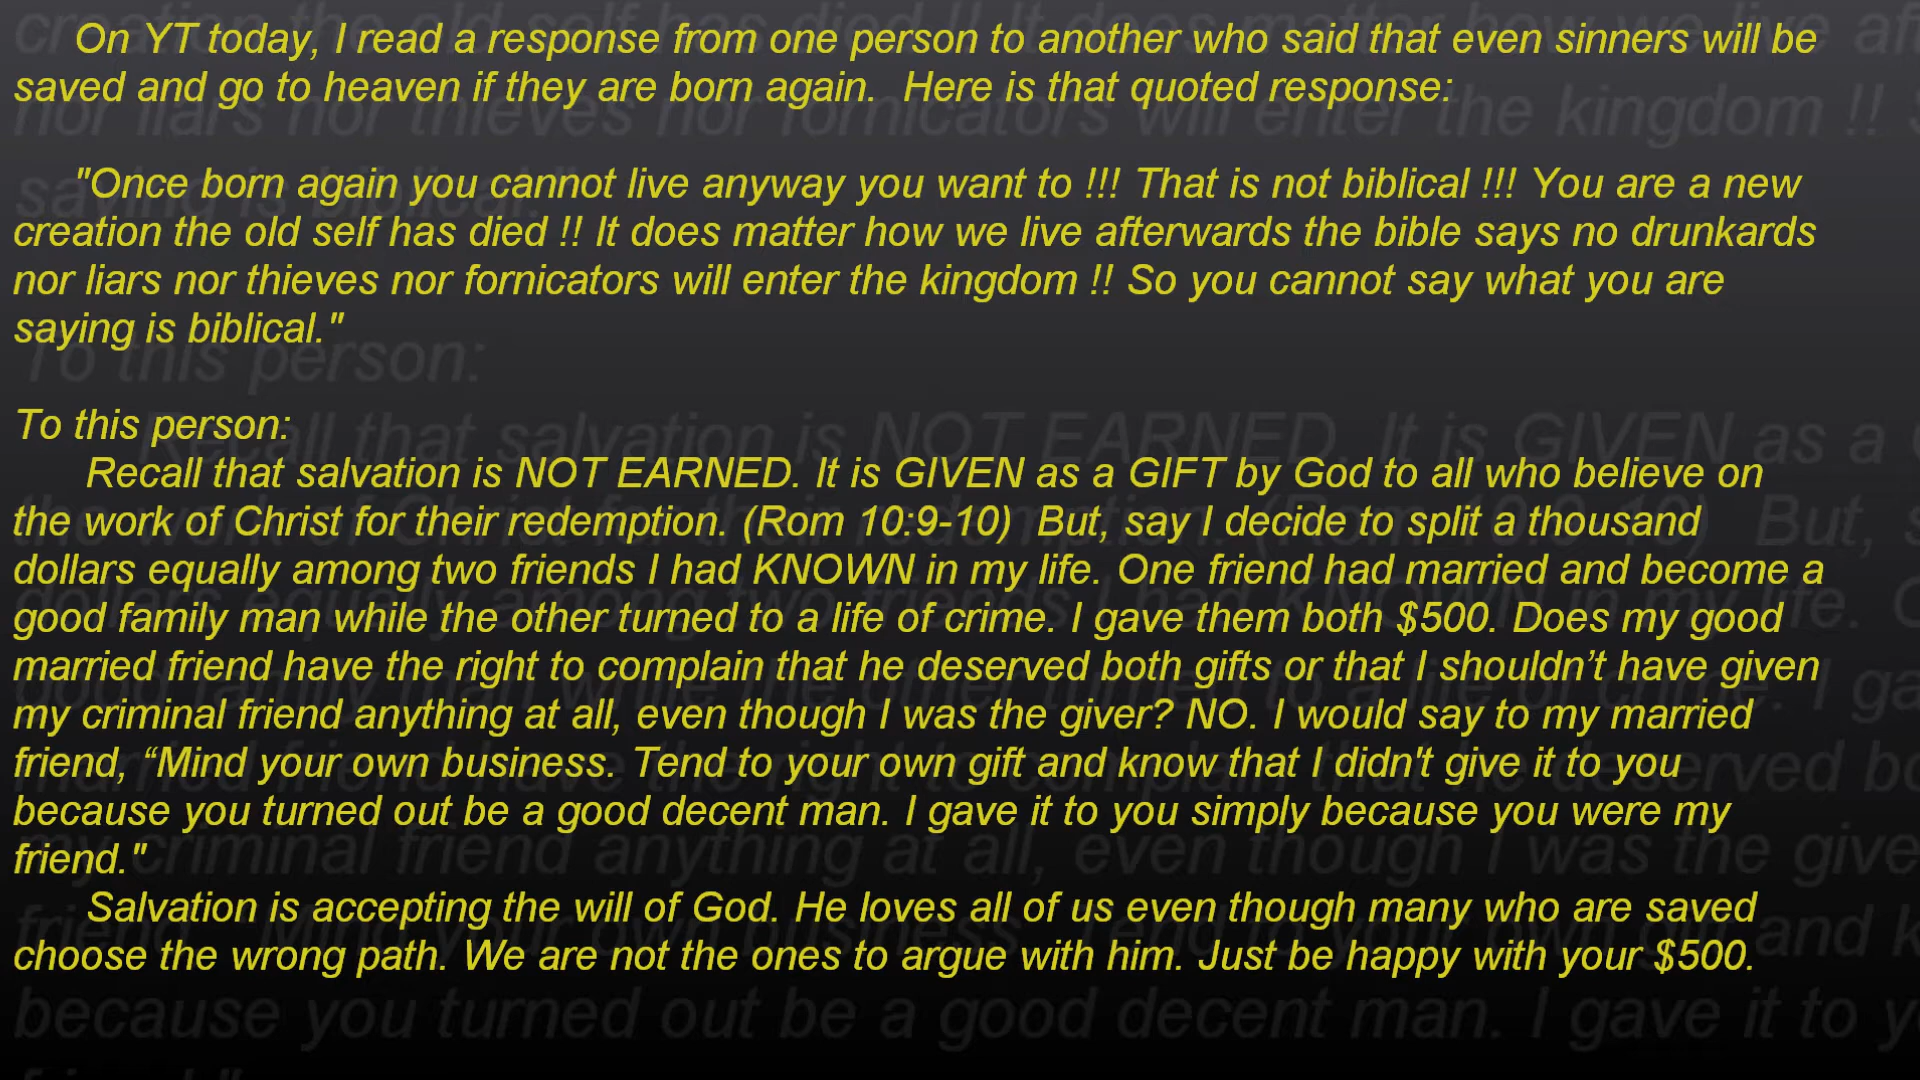 On YT today, I read a response from one person to another who said that even sinners will be
saved and go to heaven if they are born again. Here is that quoted response:
"Once born again you cannot live anyway you want to !!! That is not biblical !!! You are a new
creation the old self has died !! It does matter how we live afterwards the bible says no drunkards
nor liars nor thieves nor fornicators will enter the kingdom !! So you cannot say what you are
saying is biblical."
To this person:
Recall that salvation is NOT EARNED. It is GIVEN as a GIFT by God to all who believe on
the work of Christ for their redemption. (Rom 10:9-10) But, say I decide to split a thousand
dollars equally among two friends I had KNOWN in my life. One friend had married and become a
good family man while the other turned to a life of crime. I gave them both $500. Does my good
married friend have the right to complain that he deserved both gifts or that I shouldn’t have given
my criminal friend anything at all, even though I was the giver? NO. I would say to my married
friend, “Mind your own business. Tend to your own gift and know that I didn't give it to you
because you turned out be a good decent man. I gave it to you simply because you were my
friend."
Salvation is accepting the will of God. He loves all of us even though many who are saved
choose the wrong path. We are not the ones to argue with him. Just be happy with your $500.